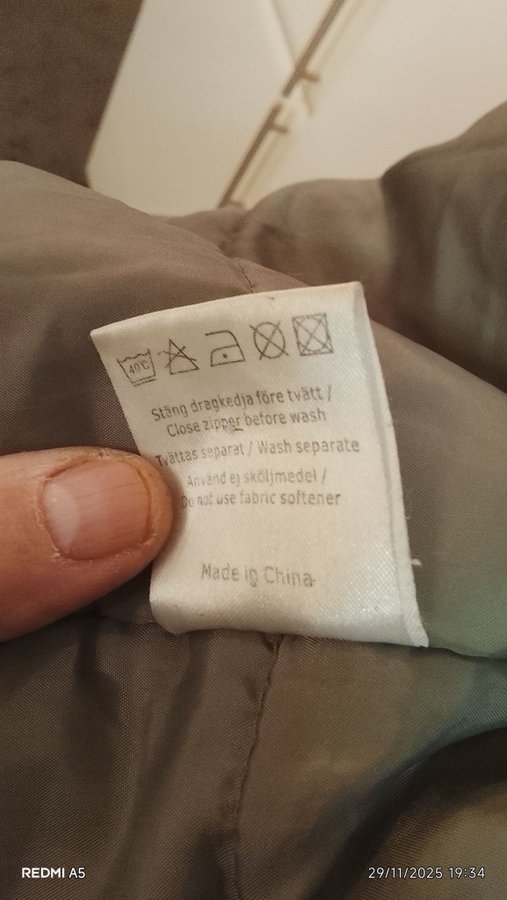 40°C
Stäng dragkedja före tvätt /
Close zipper before wash
Tvättas separat / Wash separate
Använd ej sköljmedel /
Do not use fabric softener
Made in China
REDMI A5
29/11/2025 19:34